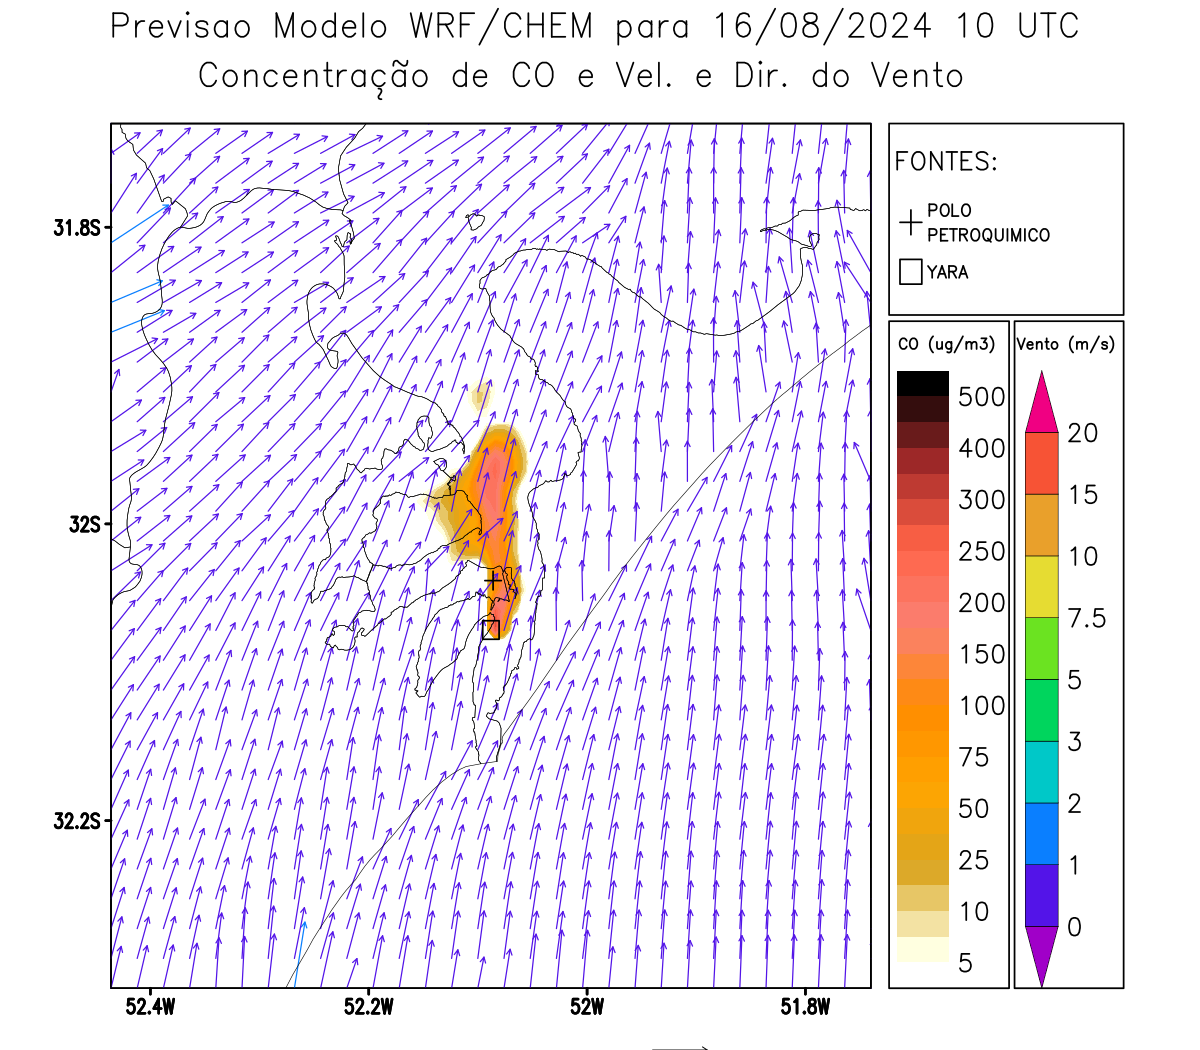 Previsao Modelo WRF/CHEM para 16/08/2024 10 UTC
Concentração de CO e Vel. e Dir. do Vento
FONTES:
POLO
PETROQUIMICO
YARA
CO (ug/m3)
500
400
300
250
200
150
100
75
50
25
10
5
Vento (m/s)
20
15
10
7.5
5
3
2
1
0
31.8S
32S
32.2S
52.4W
52.2W
52W
51.8W